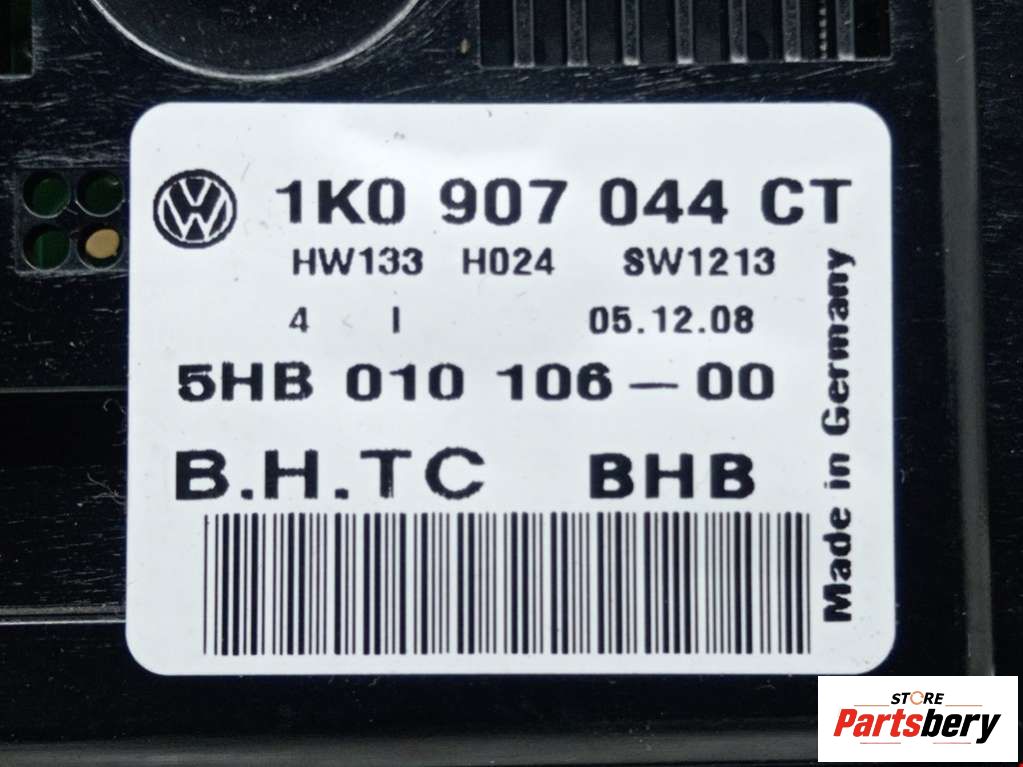 1K0 907 044 CT
HW133 H024 SW1213
4 I 05.12.08
5HB 010 106-00
B.H.TC BHB
Made in Germany
STORE
Partsbery